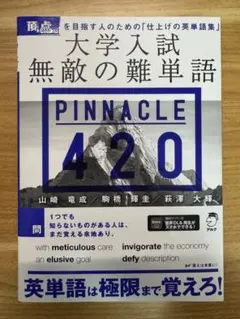 頂点を目指す人のための「仕上げの英単語集」
大学入試
無敵の難単語
PINNACLE
420
山崎 竜成／駒橋 輝圭／萩澤 大輝
アルク
問
1つでも
知らないものがある人は、
まだ覚える余地あり。
with meticulous care
invigorate the economy
an elusive goal
defy description
英単語は極限まで覚えろ!